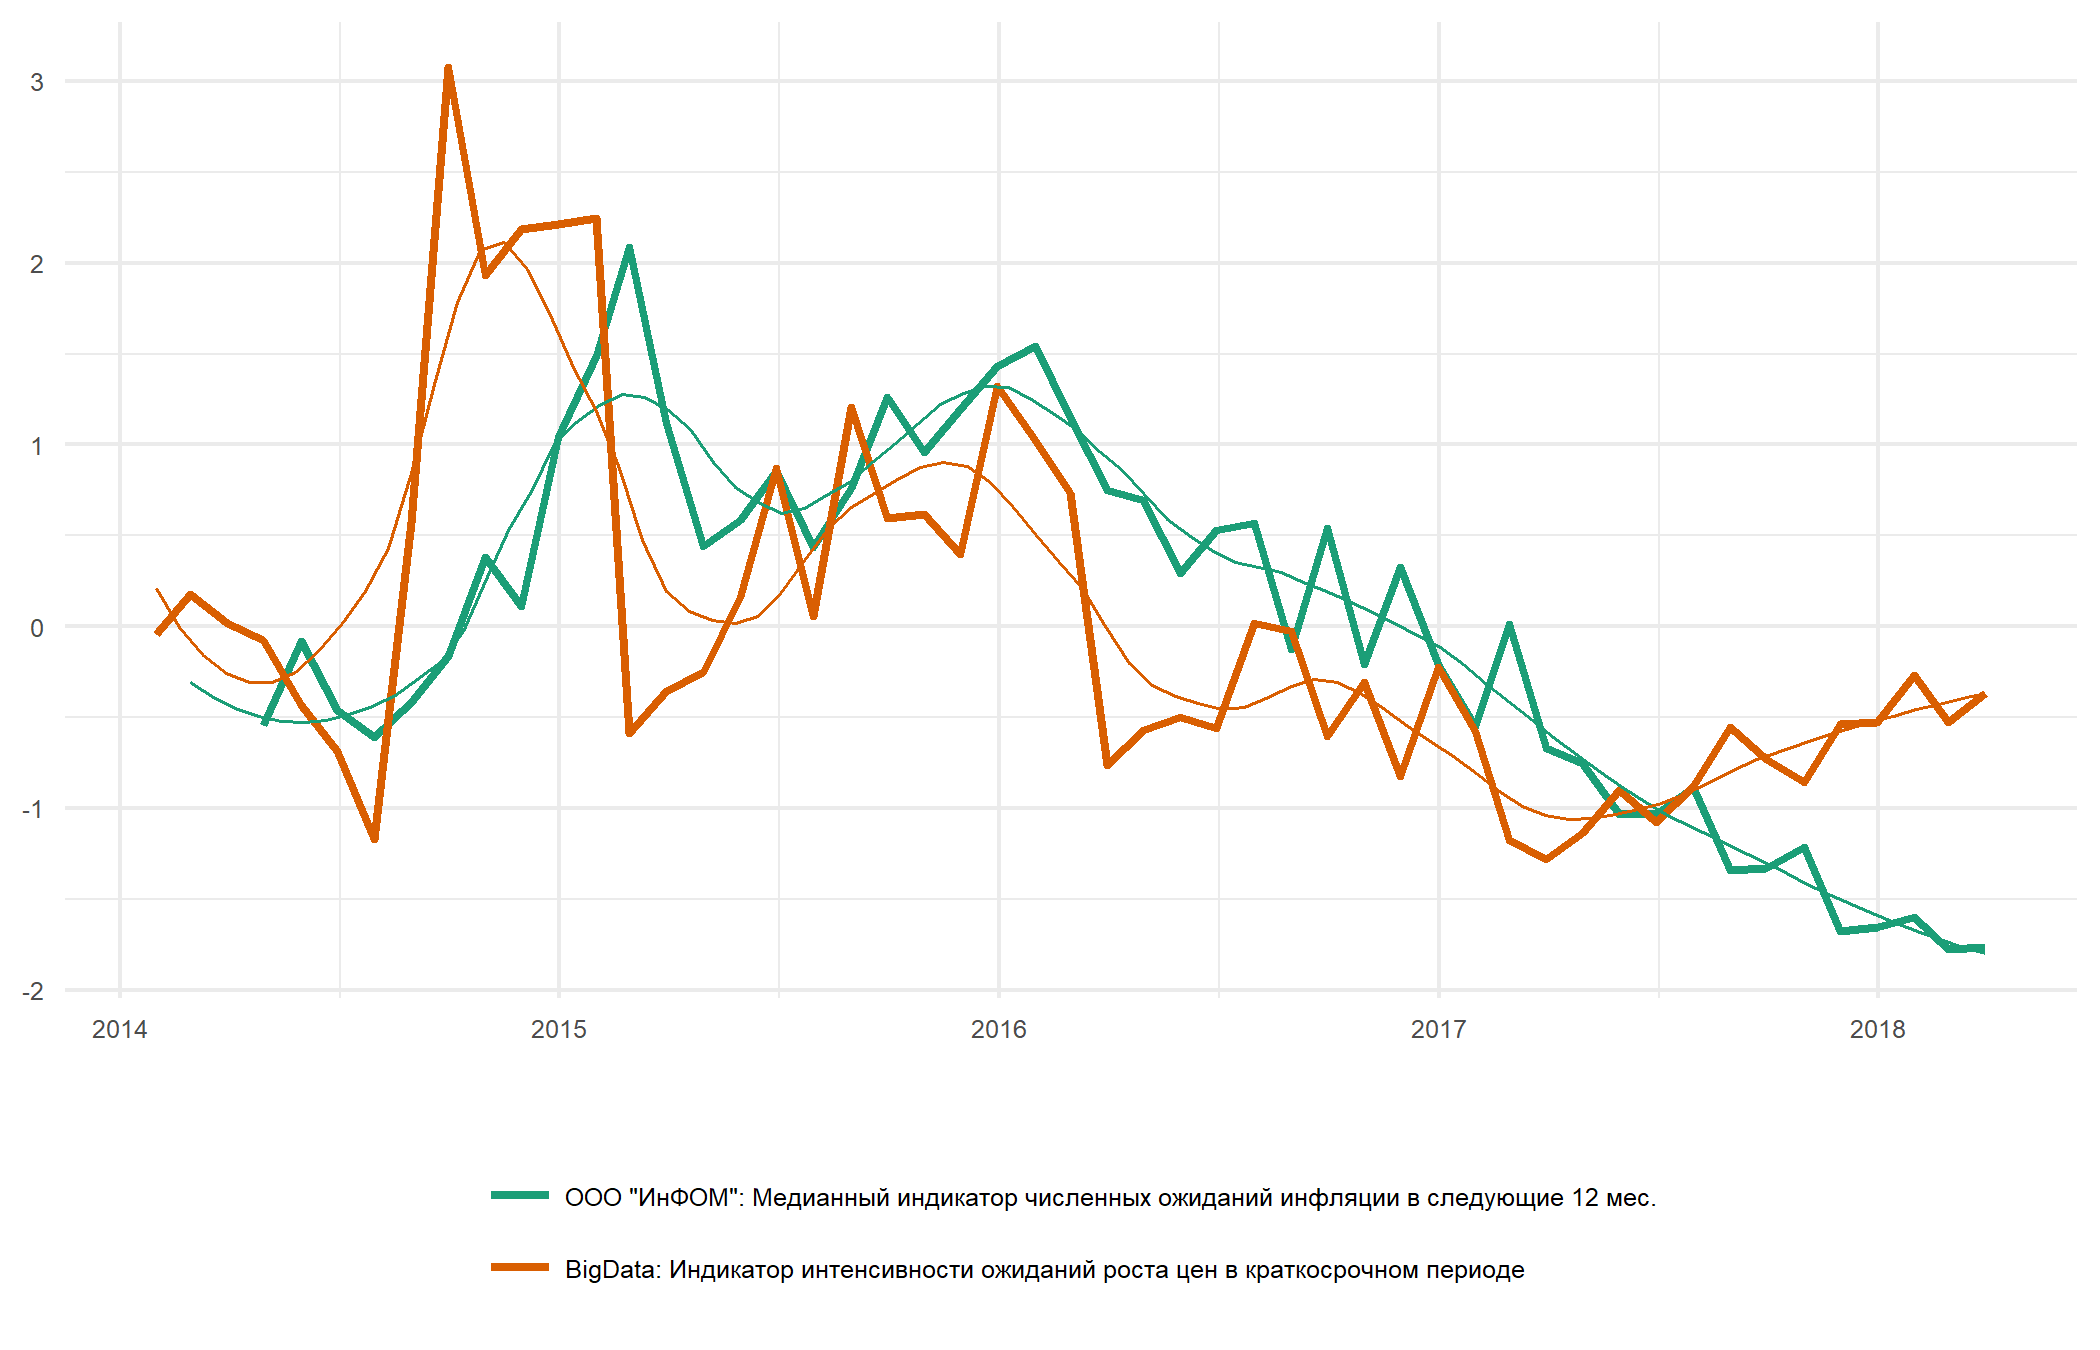 3
2
1
0
-1
-2
2014 2015 2016 2017 2018
ООО "ИнФОМ": Медианный индикатор численных ожиданий инфляции в следующие 12 мес.
BigData: Индикатор интенсивности ожиданий роста цен в краткосрочном периоде